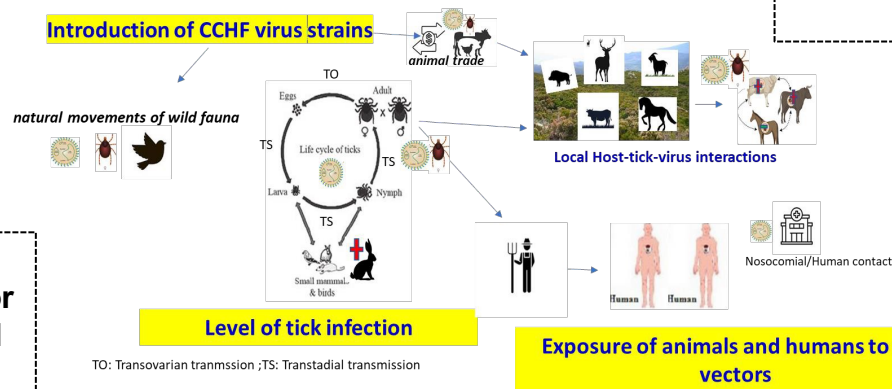 Introduction of CCHF virus strains
animal trade
natural movements of wild fauna
TO
Eggs
Adult
♀ x ♂
TS
Life cycle of ticks
TS
Larva
Nymph
TS
Small mammal..
& birds
Local Host-tick-virus interactions
Human
Human
Nosocomial/Human contact
Level of tick infection
Exposure of animals and humans to
vectors
TO: Transovarian tranmssion ;TS: Transtadial transmission